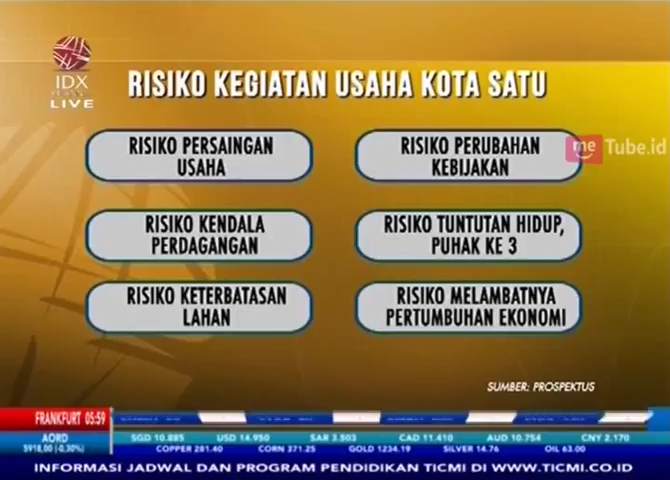 IDX
LIVE
RISIKO KEGIATAN USAHA KOTA SATU
RISIKO PERSAINGAN
USAHA
RISIKO PERUBAHAN
KEBIJAKAN
me Tube.id
RISIKO KENDALA
PERDAGANGAN
RISIKO TUNTUTAN HIDUP,
PUHAK KE 3
RISIKO KETERBATASAN
LAHAN
RISIKO MELAMBATNYA
PERTUMBUHAN EKONOMI
SUMBER: PROSPEKTUS
FRANKFURT 05:59
AORD
5918,00 (-0,30%)
SGD 10.885 USD 14.950 SAR 3.503 CAD 11.410 AUD 10.754 CNY 2.170
COPPER 281.40 CORN 371.25 GOLD 1234.19 SILVER 14.76 OIL 63.00
INFORMASI JADWAL DAN PROGRAM PENDIDIKAN TICMI DI WWW.TICMI.CO.ID